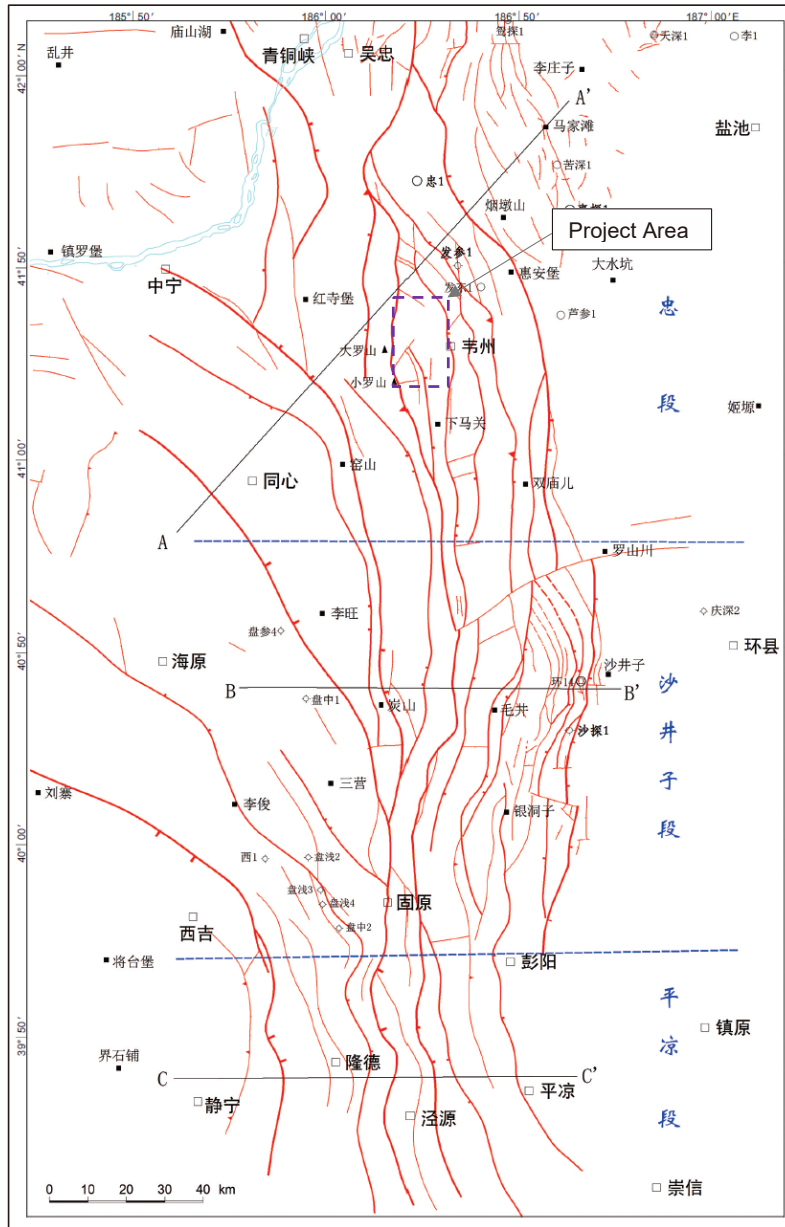 185°50'
186°00'
186°50'
187°00'
42°00'N
41°50'
41°00'
40°50'
40°00'
39°50'
庙山湖
乱井
青铜峡
吴忠
鸳探1
天深1
李1
李庄子
A'
马家滩
盐池
苦深1
忠1
烟墩山
Project Area
镇罗堡
中宁
发参1
惠安堡
大水坑
红寺堡
芦参1
忠
段
大罗山
韦州
小罗山
下马关
姬塬
窑山
同心
双庙儿
A
罗山川
李旺
盘参4
庆深2
海原
环县
沙井子
环14
B
B'
盘中1
炭山
毛井
沙探1
沙
井
子
段
刘寨
三营
李俊
银洞子
西1
盘浅2
盘浅3
盘浅4
固原
西吉
盘中2
将台堡
彭阳
平
凉
段
镇原
界石铺
隆德
C
C'
静宁
平凉
泾源
崇信
0 10 20 30 40 km